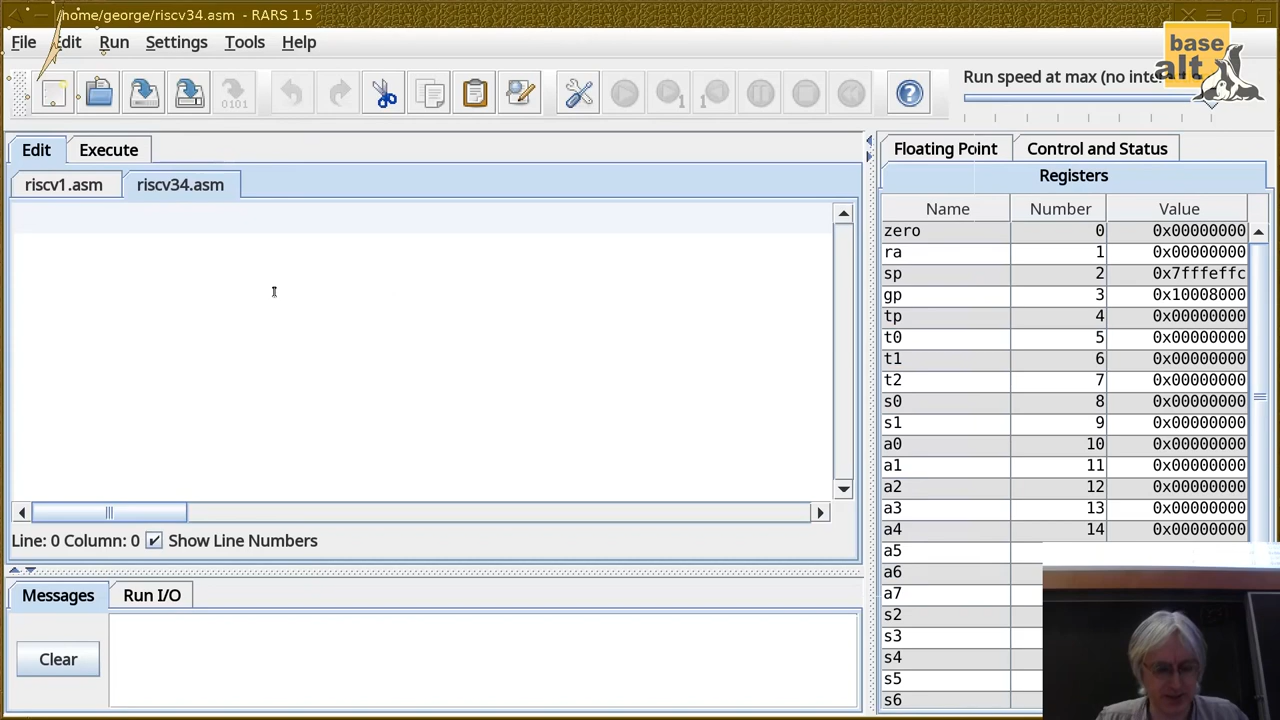 /home/george/riscv34.asm - RARS 1.5
File Edit Run Settings Tools Help
Run speed at max (no
base
alt
Edit Execute
riscv1.asm riscv34.asm
Line: 0 Column: 0 Show Line Numbers
Messages Run I/O
Clear
Floating Point Control and Status
Registers
Name Number Value
zero 0 0x00000000
ra 1 0x00000000
sp 2 0x7fffeffc
gp 3 0x10008000
tp 4 0x00000000
t0 5 0x00000000
t1 6 0x00000000
t2 7 0x00000000
s0 8 0x00000000
s1 9 0x00000000
a0 10 0x00000000
a1 11 0x00000000
a2 12 0x00000000
a3 13 0x00000000
a4 14 0x00000000
a5
a6
a7
s2
s3
s4
s5
s6